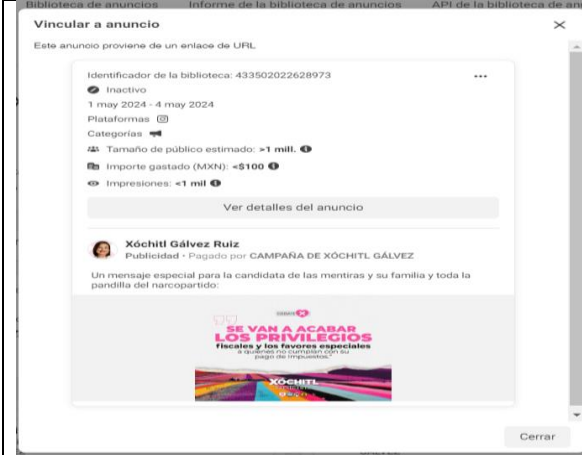 Biblioteca de anuncios Informe de la biblioteca de anuncios API de la biblioteca de
Vincular a anuncio
Este anuncio proviene de un enlace de URL
Identificador de la biblioteca: 433502022628973
Inactivo
1 may 2024 - 4 may 2024
Plataformas
Categorías
Tamaño de público estimado: >1 mill.
Importe gastado (MXN): <$100
Impresiones: <1 mil
Ver detalles del anuncio
Xóchitl Gálvez Ruiz
Publicidad • Pagado por CAMPAÑA DE XÓCHITL GÁLVEZ
Un mensaje especial para la candidata de las mentiras y su familia y toda la
pandilla del narcopartido:
SE VAN A ACABAR
LOS PRIVILEGIOS
fiscales y los favores especiales
a quienes no cumplan con su
pago de impuestos."
XÓCHITL
Cerrar